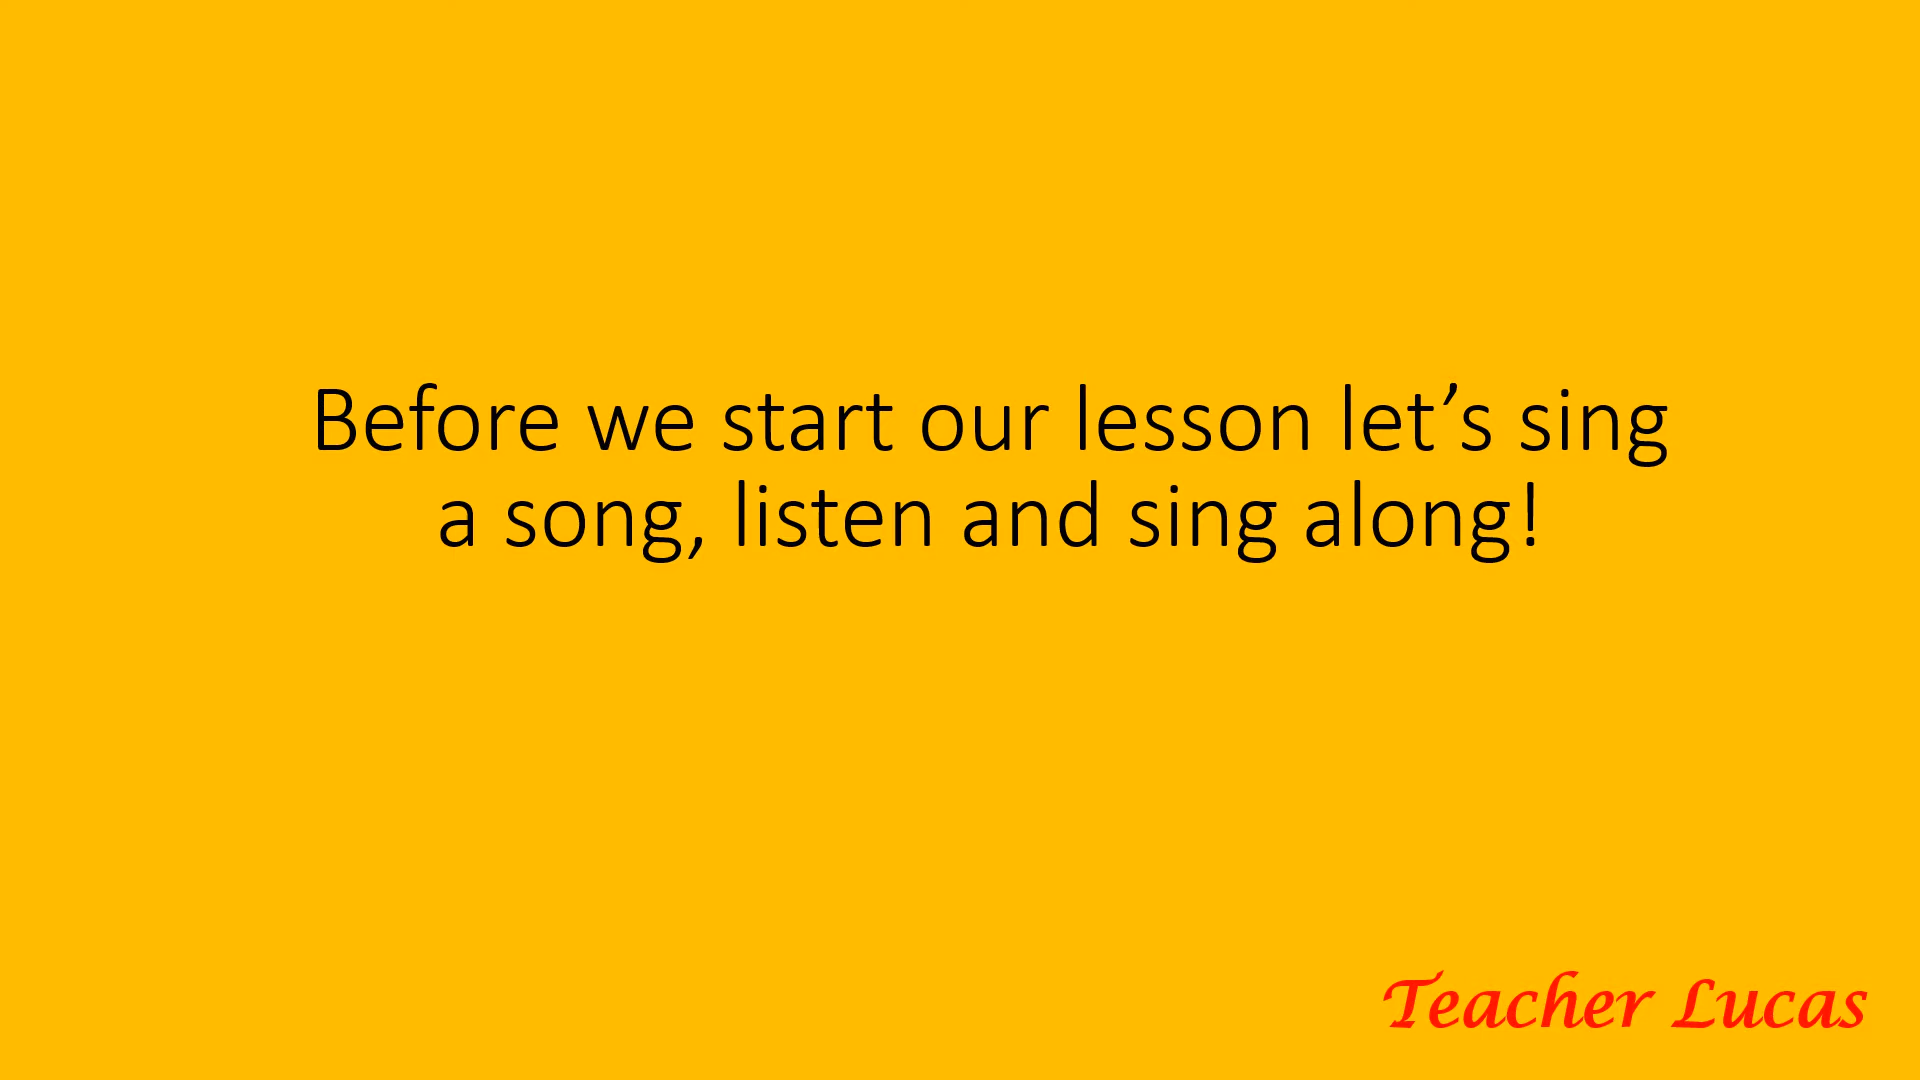 Before we start our lesson let’s sing
a song, listen and sing along!
Teacher Lucas